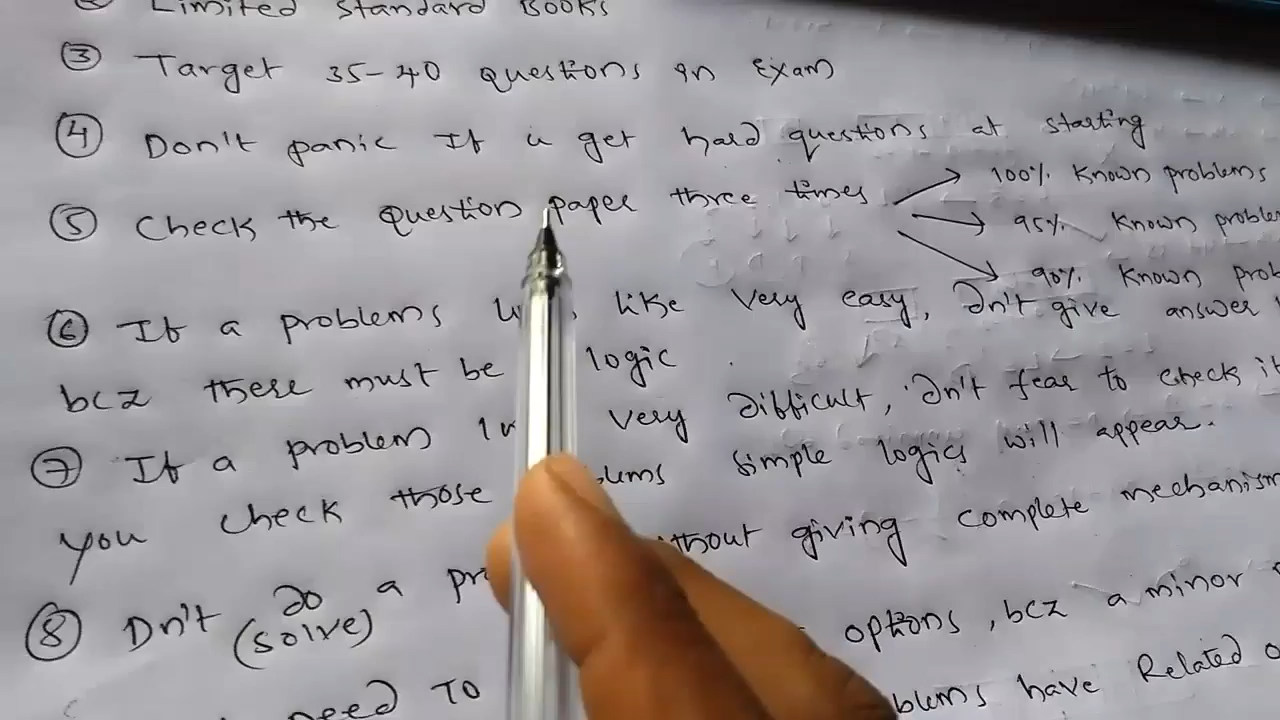 Limited standard Books
③ Target 35-40 questions in Exam
④ Don't panic If u get hard questions at starting
⑤ Check the question paper three times
100% Known problems
95% Known
90% Known
⑥ If a problems like very easy, Dn't give answer
bcz there must be logic
⑦ If a problem very difficult, Dn't fear to check it
you check those simple logics will appear.
⑧ Dn't do (solve) a without giving complete mechanism
options, bcz a minor
need to have Related